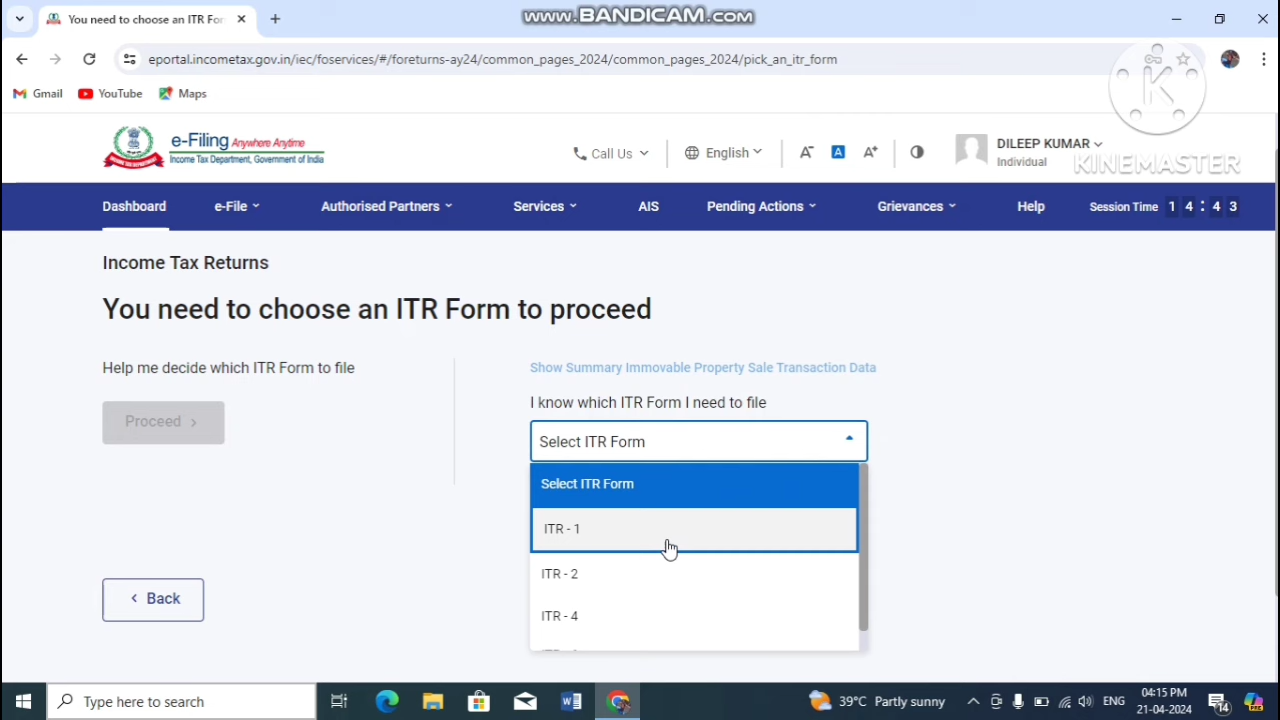 www.BANDICAM.COM
You need to choose an ITR For
eportal.incometax.gov.in/iec/foservices/#/foreturns-ay24/common_pages_2024/common_pages_2024/pick_an_itr_form
K
Gmail YouTube Maps
e-Filing Anywhere Anytime
Income Tax Department, Government of India
Call Us
English
A- A A+
DILEEP KUMAR
Individual
KINEMASTER
Dashboard e-File Authorised Partners Services AIS Pending Actions Grievances Help Session Time 1 4 : 4 3
Income Tax Returns
You need to choose an ITR Form to proceed
Help me decide which ITR Form to file
Proceed
Show Summary Immovable Property Sale Transaction Data
I know which ITR Form I need to file
Select ITR Form
Select ITR Form
ITR - 1
ITR - 2
ITR - 4
Back
Type here to search
39°C Partly sunny
ENG
04:15 PM
21-04-2024
14